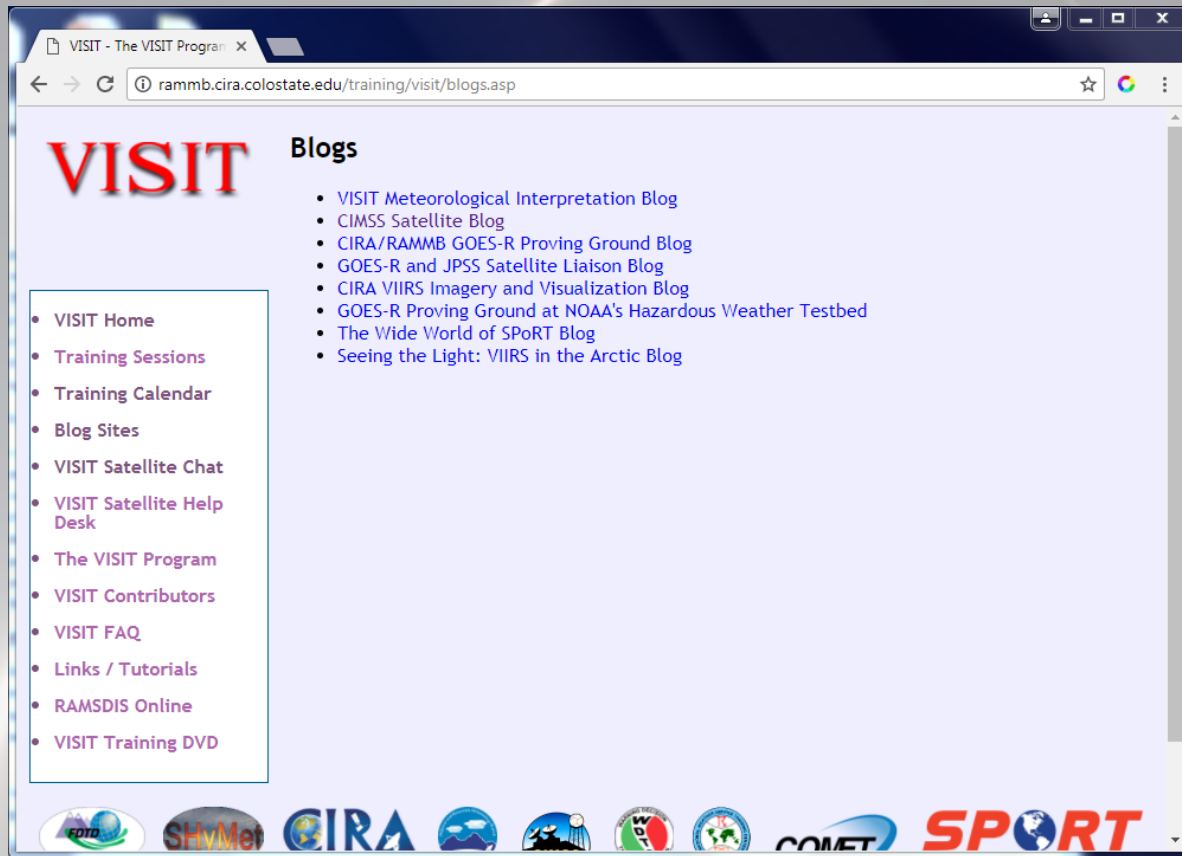 VISIT - The VISIT Progran
rammb.cira.colostate.edu/training/visit/blogs.asp
VISIT
Blogs
VISIT Meteorological Interpretation Blog
CIMSS Satellite Blog
CIRA/RAMMB GOES-R Proving Ground Blog
GOES-R and JPSS Satellite Liaison Blog
CIRA VIIRS Imagery and Visualization Blog
GOES-R Proving Ground at NOAA's Hazardous Weather Testbed
The Wide World of SPoRT Blog
Seeing the Light: VIIRS in the Arctic Blog
VISIT Home
Training Sessions
Training Calendar
Blog Sites
VISIT Satellite Chat
VISIT Satellite Help
Desk
The VISIT Program
VISIT Contributors
VISIT FAQ
Links / Tutorials
RAMSDIS Online
VISIT Training DVD
FDTD SHyMet CIRA COMET SPORT